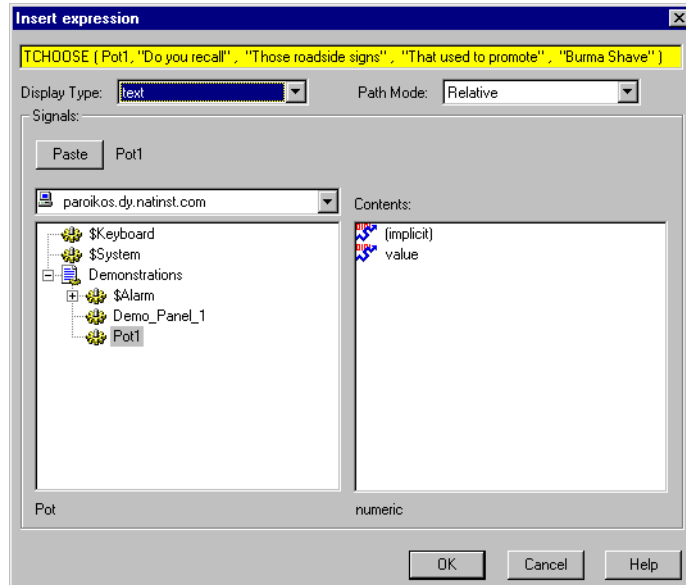 Insert expression
TCHOOSE ( Pot1, "Do you recall" , "Those roadside signs" , "That used to promote" , "Burma Shave" )
Display Type: text Path Mode: Relative
Signals:
Paste Pot1
paroikos.dy.natinst.com
Contents:
$Keyboard
$System
Demonstrations
$Alarm
Demo_Panel_1
Pot1
(implicit)
value
Pot numeric
OK Cancel Help